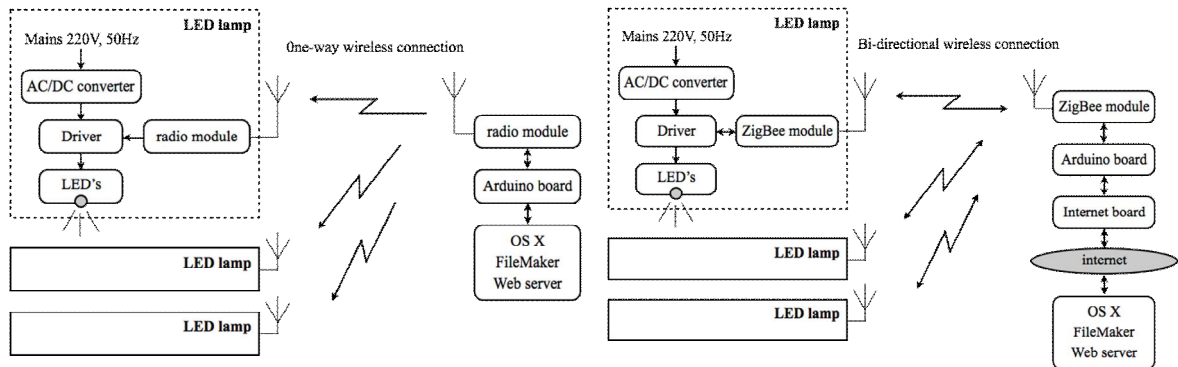 LED lamp
Mains 220V, 50Hz
0ne-way wireless connection
AC/DC converter
Driver
radio module
radio module
LED's
Arduino board
OS X
FileMaker
Web server
LED lamp
LED lamp
LED lamp
Mains 220V, 50Hz
Bi-directional wireless connection
AC/DC converter
ZigBee module
Driver
ZigBee module
Arduino board
LED's
Internet board
LED lamp
internet
LED lamp
OS X
FileMaker
Web server